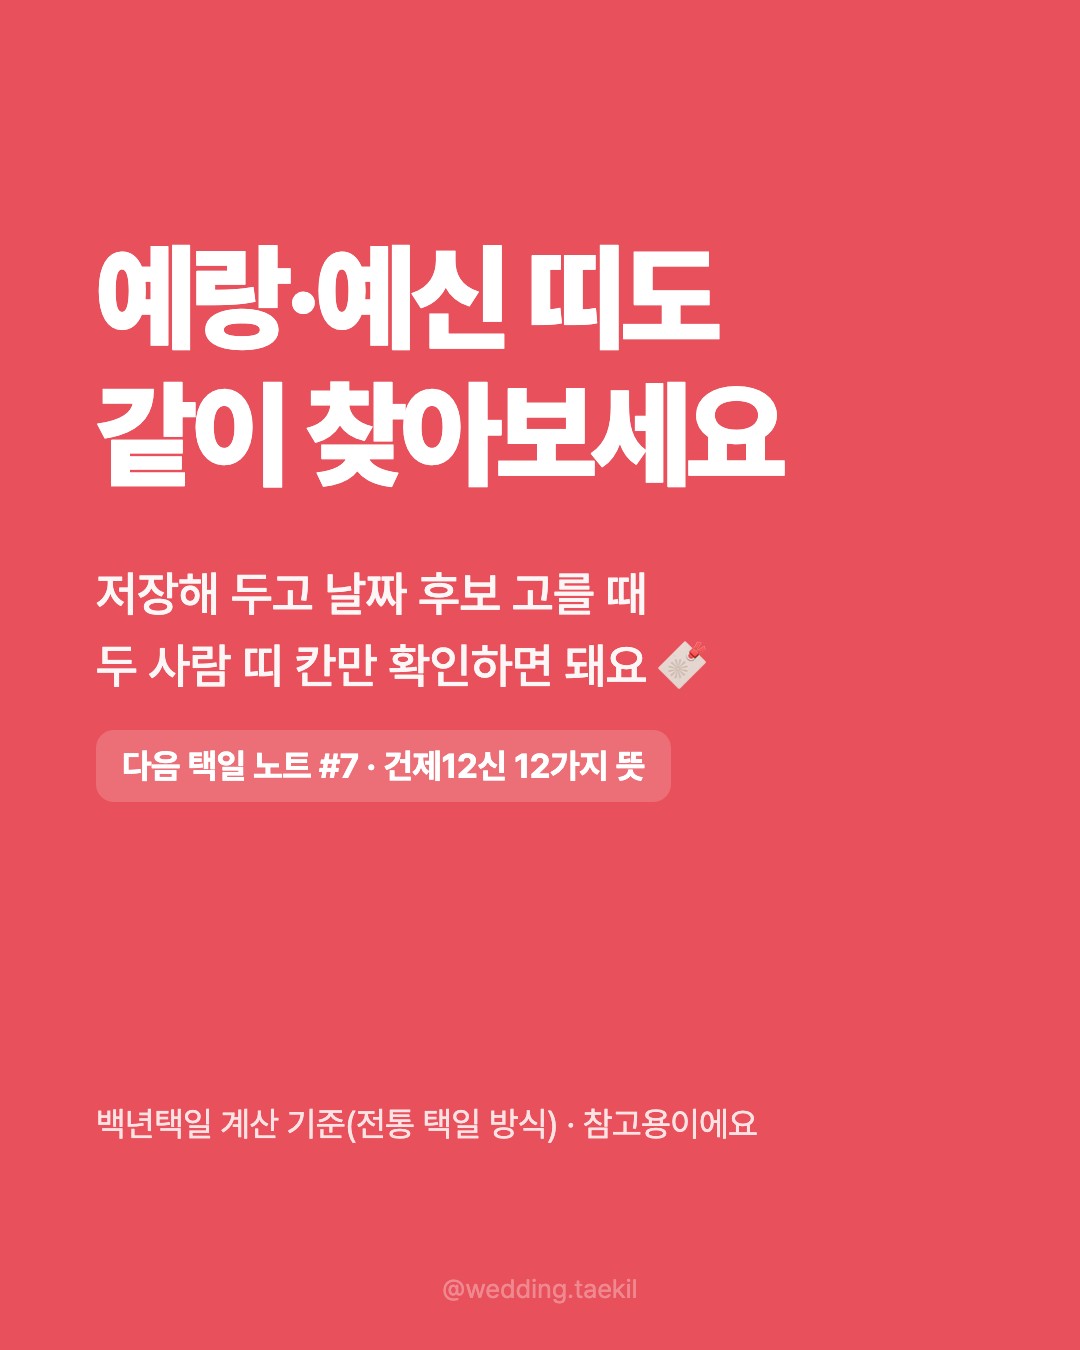 예랑·예신 띠도
같이 찾아보세요
저장해 두고 날짜 후보 고를 때
두 사람 띠 칸만 확인하면 돼요
다음 택일 노트 #7 · 건제12신 12가지 뜻
백년택일 계산 기준(전통 택일 방식) · 참고용이에요
@wedding.taekil